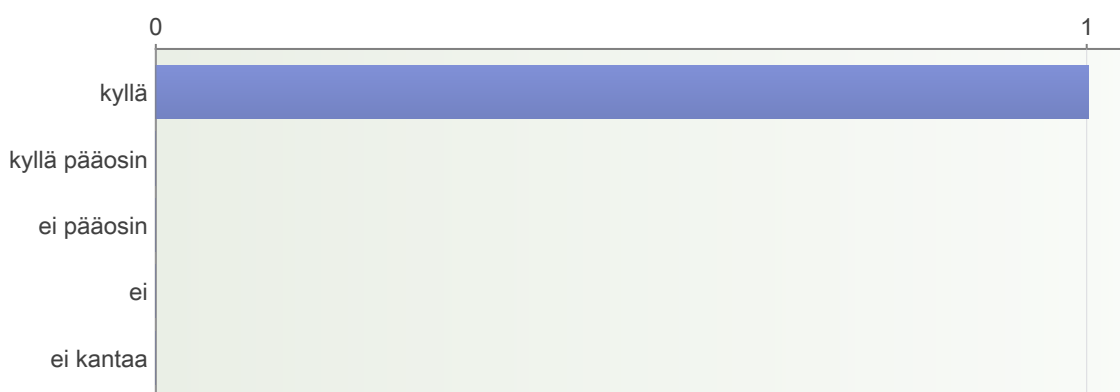 0 1
kyllä
kyllä pääosin
ei pääosin
ei
ei kantaa